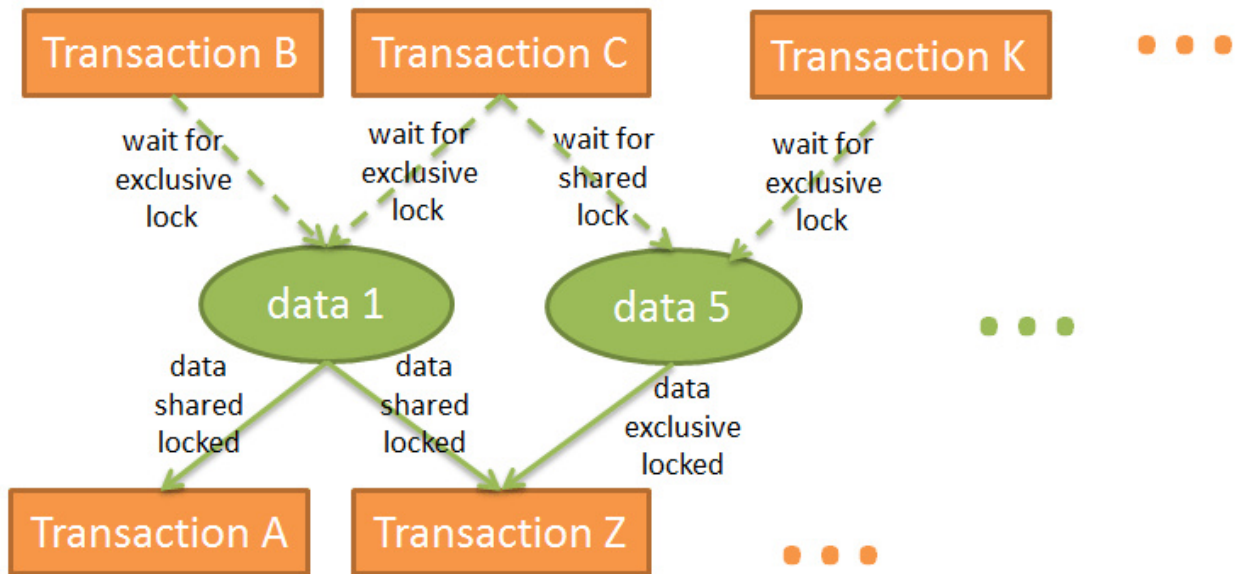 Transaction B
Transaction C
Transaction K
wait for
exclusive
lock
wait for
exclusive
lock
wait for
shared
lock
wait for
exclusive
lock
data 1
data 5
data
shared
locked
data
shared
locked
data
exclusive
locked
Transaction A
Transaction Z